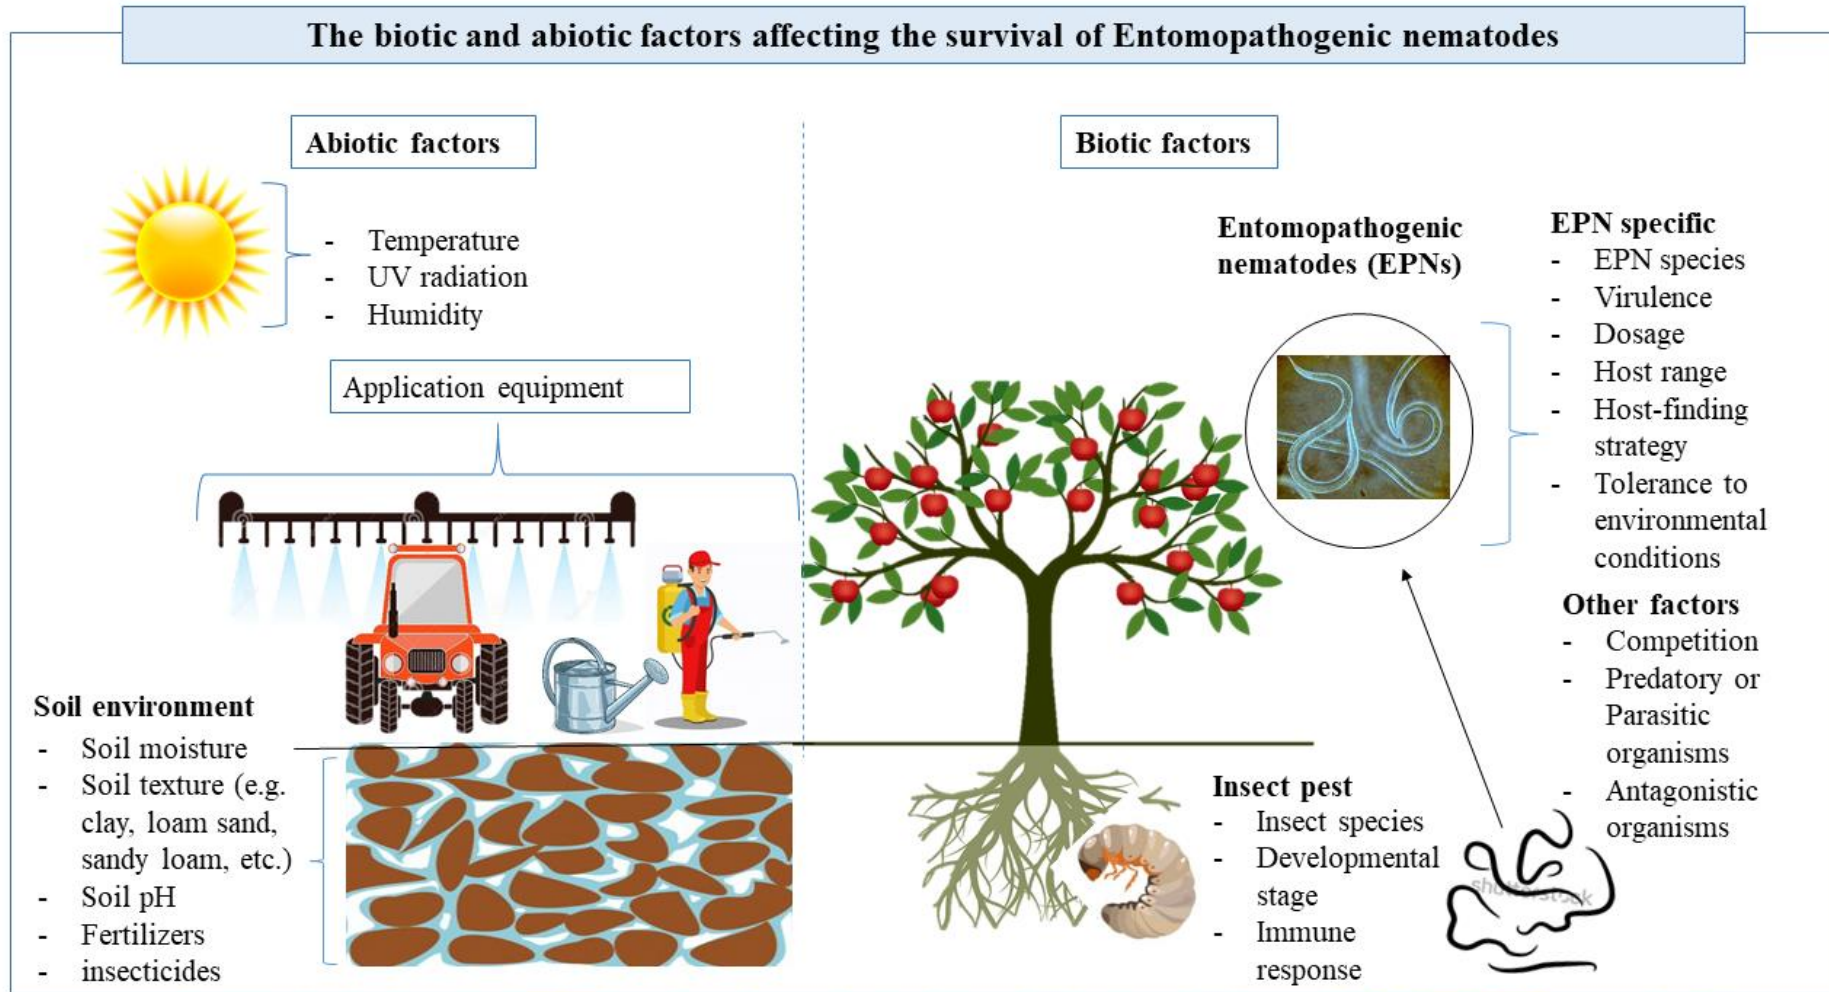 The biotic and abiotic factors affecting the survival of Entomopathogenic nematodes
Abiotic factors
- Temperature
- UV radiation
- Humidity
Application equipment
Soil environment
- Soil moisture
- Soil texture (e.g.
clay, loam sand,
sandy loam, etc.)
- Soil pH
- Fertilizers
- insecticides
Biotic factors
Entomopathogenic
nematodes (EPNs)
EPN specific
- EPN species
- Virulence
- Dosage
- Host range
- Host-finding
strategy
- Tolerance to
environmental
conditions
Other factors
- Competition
- Predatory or
Parasitic
organisms
- Antagonistic
organisms
Insect pest
- Insect species
- Developmental
stage
- Immune
response
shutterstock